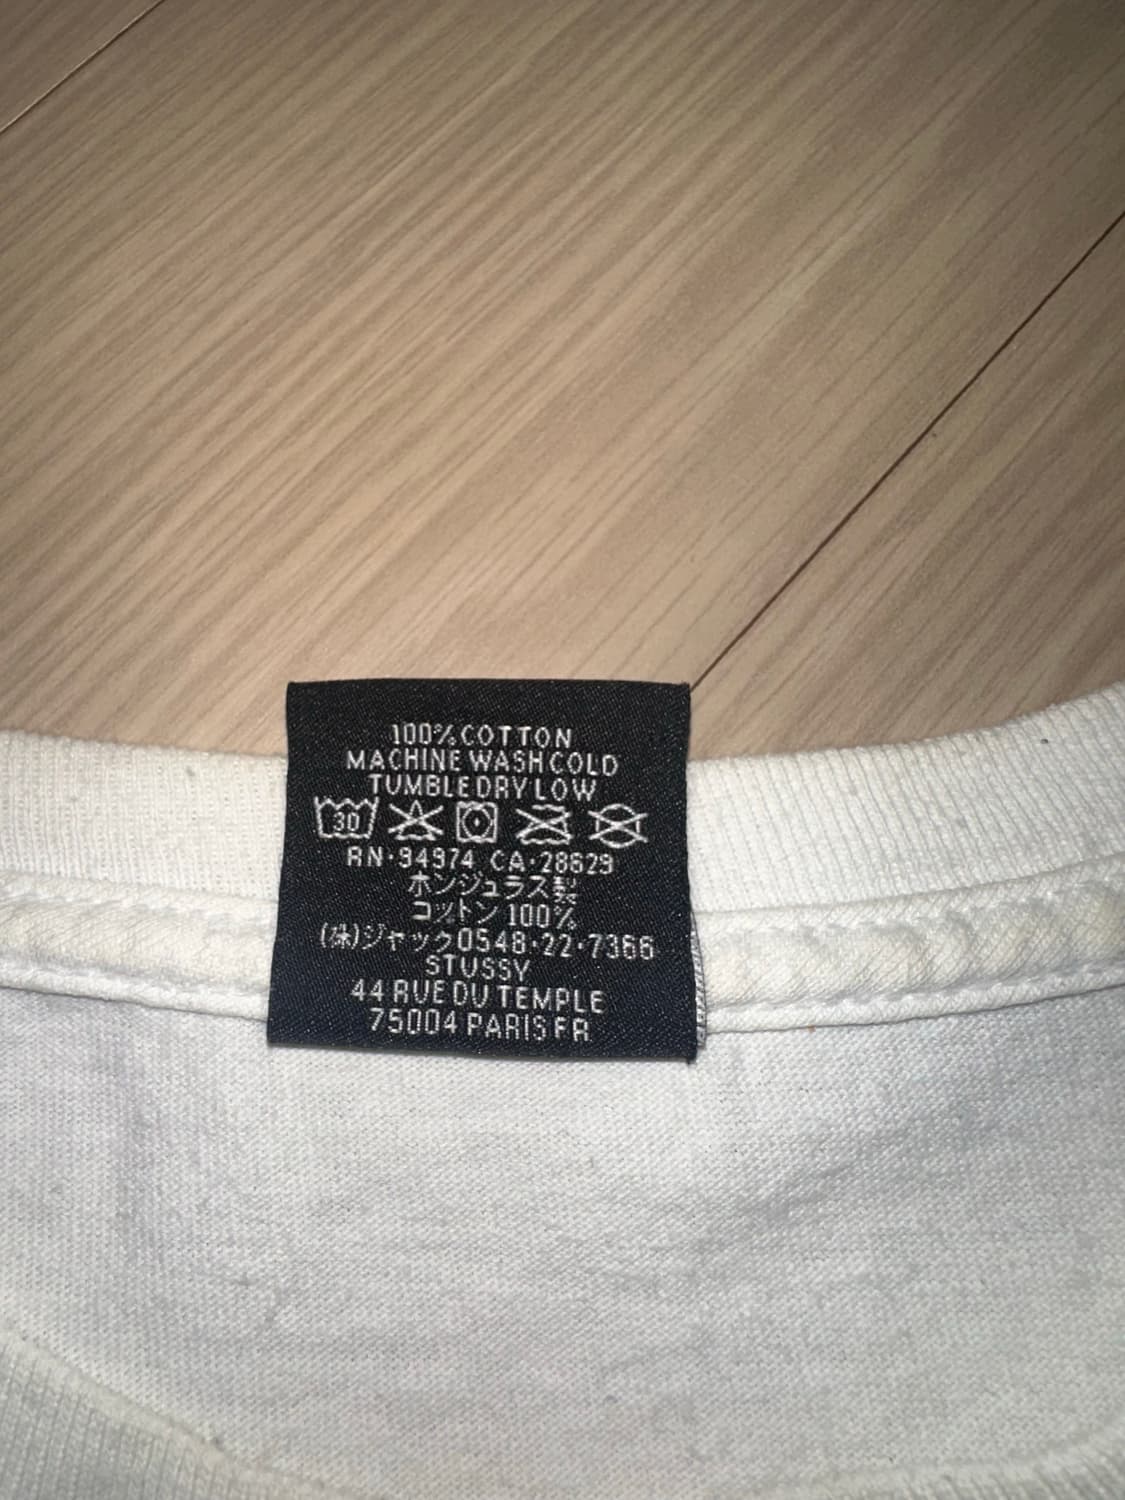 100% COTTON
MACHINE WASH COLD
TUMBLE DRY LOW
30
RN·94974 CA·28629
ホンジュラス製
コットン 100%
(株)ジャック0548·22·7366
STUSSY
44 RUE DU TEMPLE
75004 PARIS FR